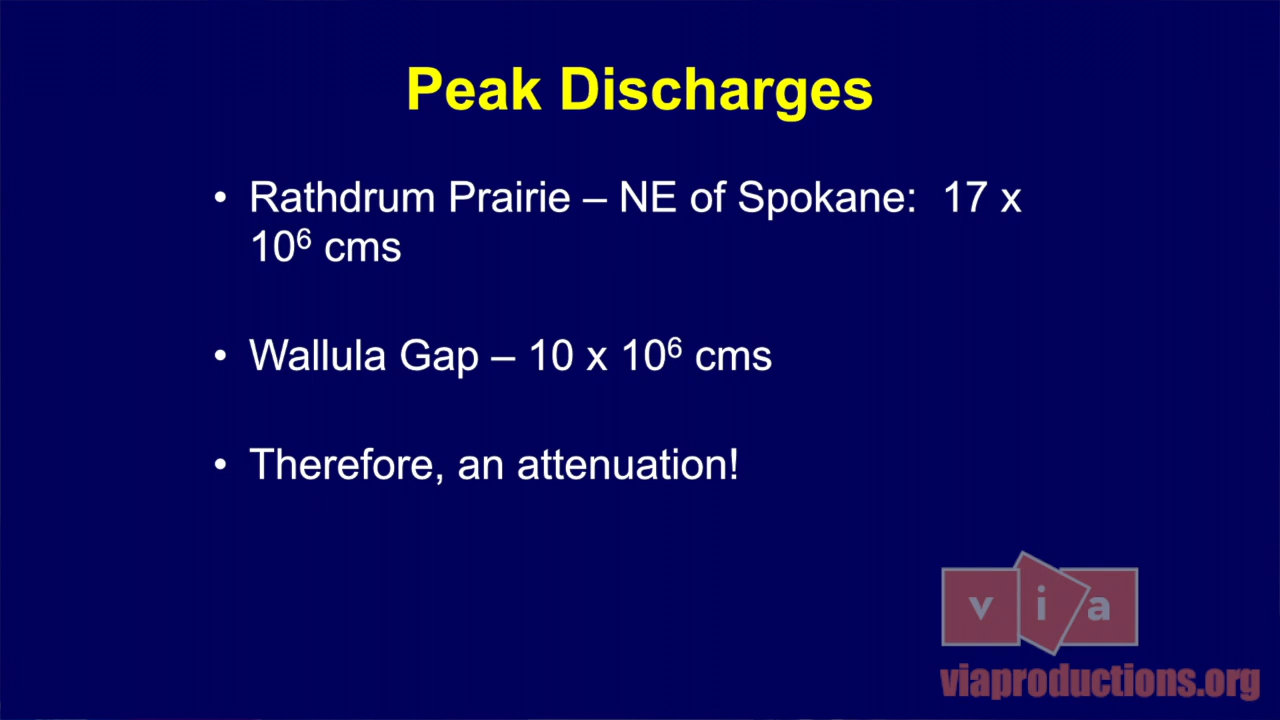 Peak Discharges
• Rathdrum Prairie – NE of Spokane:  17 x
10⁶ cms
• Wallula Gap – 10 x 10⁶ cms
• Therefore, an attenuation!
via
viaproductions.org